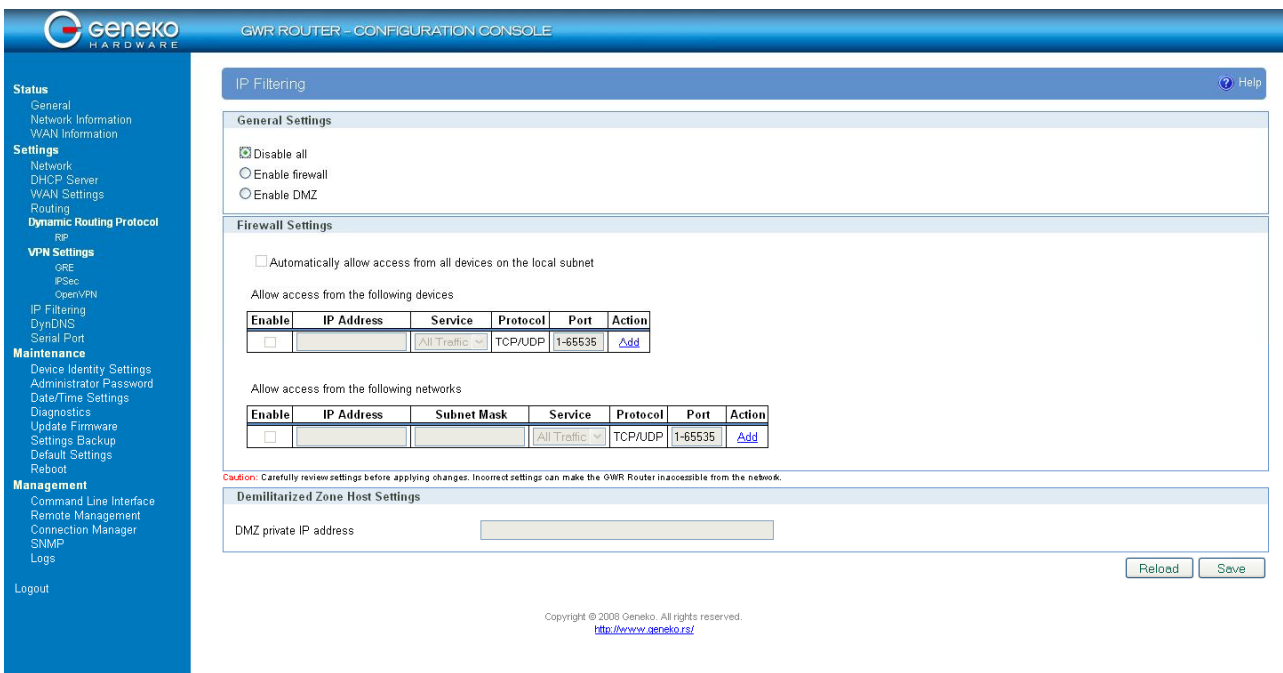 GENEKO
HARDWARE
GWR ROUTER - CONFIGURATION CONSOLE
Status
General
Network Information
WAN Information
Settings
Network
DHCP Server
WAN Settings
Routing
Dynamic Routing Protocol
RIP
VPN Settings
GRE
IPSec
OpenVPN
IP Filtering
DynDNS
Serial Port
Maintenance
Device Identity Settings
Administrator Password
Date/Time Settings
Diagnostics
Update Firmware
Settings Backup
Default Settings
Reboot
Management
Command Line Interface
Remote Management
Connection Manager
SNMP
Logs
Logout
IP Filtering
? Help
General Settings
Disable all
Enable firewall
Enable DMZ
Firewall Settings
Automatically allow access from all devices on the local subnet
Allow access from the following devices
Enable IP Address Service Protocol Port Action
All Traffic TCP/UDP 1-65535 Add
Allow access from the following networks
Enable IP Address Subnet Mask Service Protocol Port Action
All Traffic TCP/UDP 1-65535 Add
Caution: Carefully review settings before applying changes. Incorrect settings can make the GWR Router inaccessible from the network.
Demilitarized Zone Host Settings
DMZ private IP address
Reload Save
Copyright © 2008 Geneko. All rights reserved.
http://www.geneko.rs/